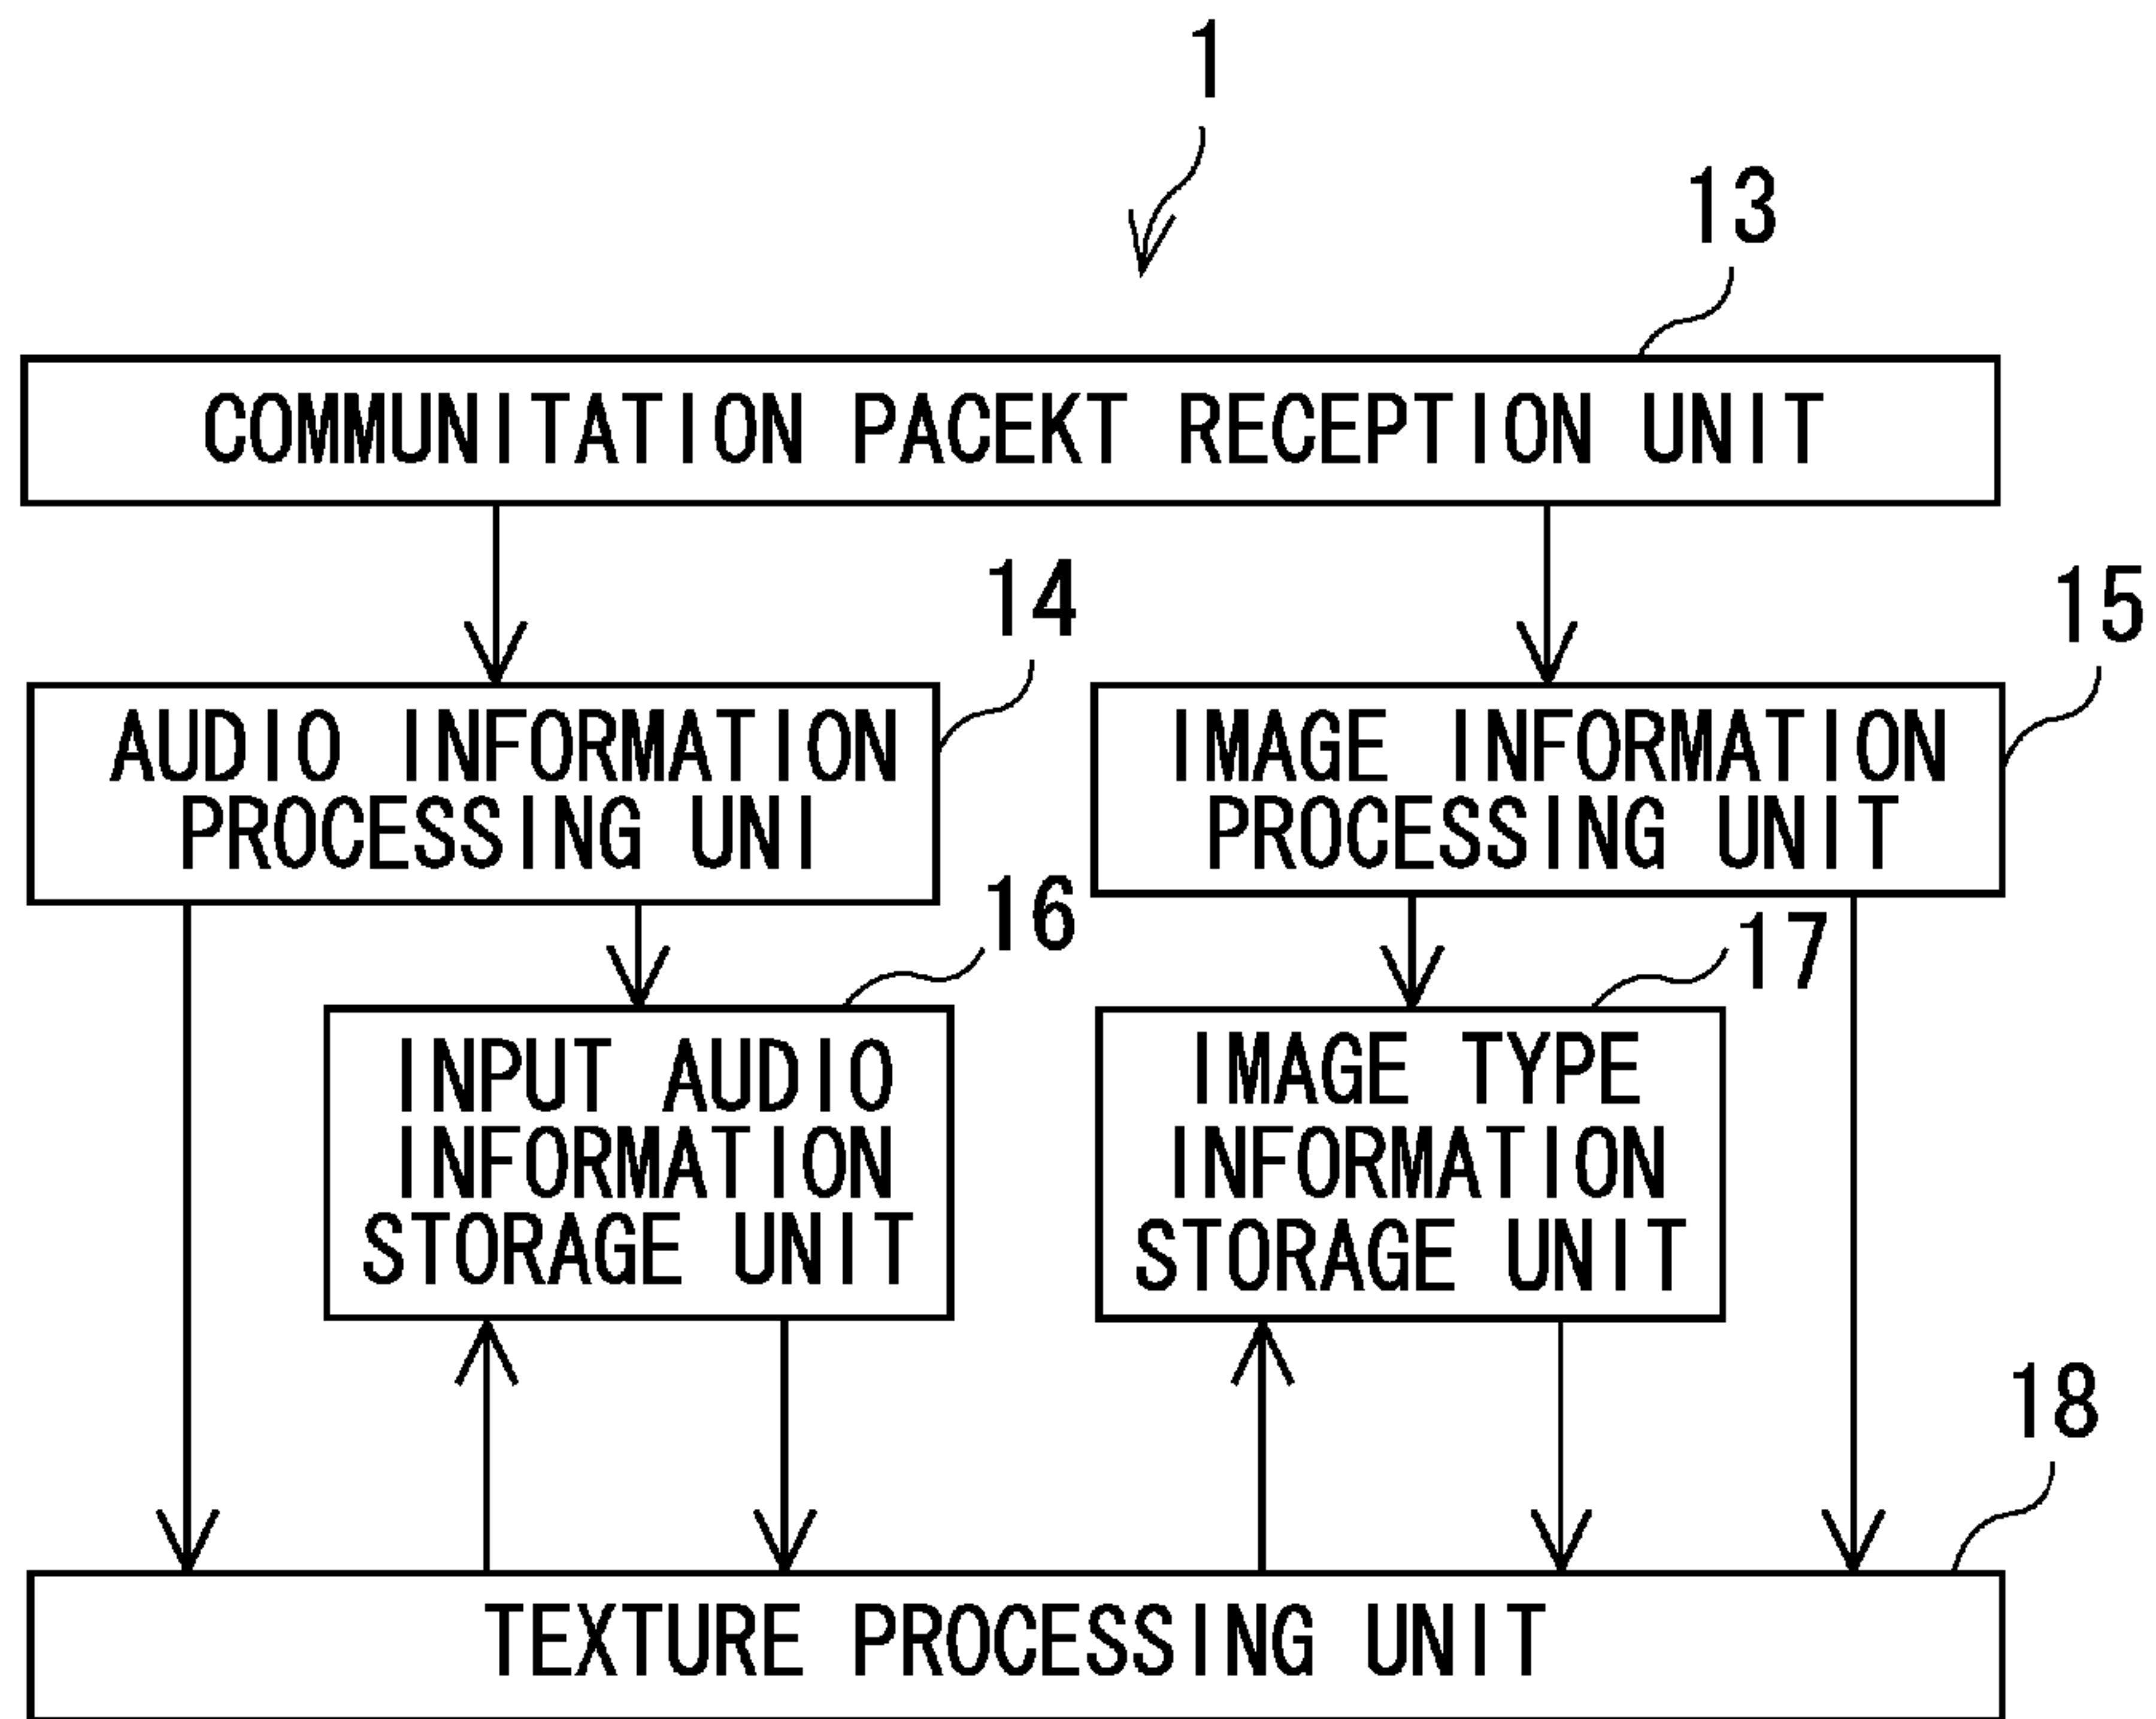 1
13
COMMUNITATION PACEKT RECEPTION UNIT
14
15
AUDIO INFORMATION
PROCESSING UNI
IMAGE INFORMATION
PROCESSING UNIT
16
17
INPUT AUDIO
INFORMATION
STORAGE UNIT
IMAGE TYPE
INFORMATION
STORAGE UNIT
18
TEXTURE PROCESSING UNIT